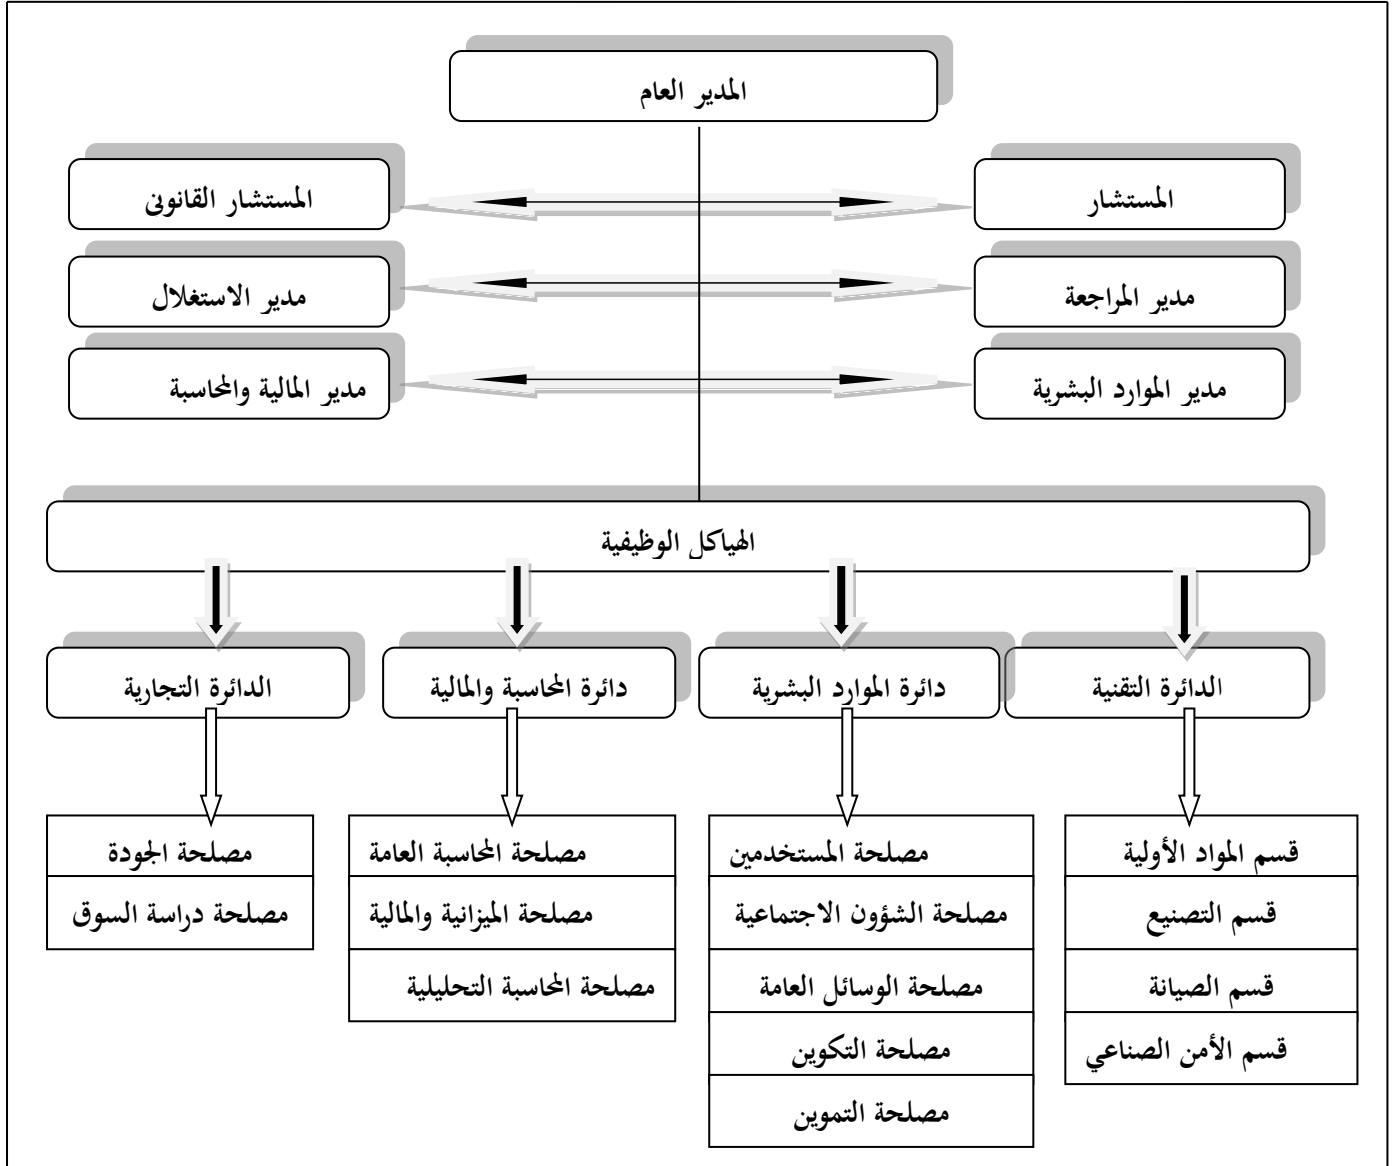 المدير العام
المستشار
المستشار القانونى
مدير المراجعة
مدير الاستغلال
مدير الموارد البشرية
مدير المالية والمحاسبة
الهياكل الوظيفية
الدائرة التقنية
دائرة الموارد البشرية
دائرة المحاسبة والمالية
الدائرة التجارية
قسم المواد الأولية
قسم التصنيع
قسم الصيانة
قسم الأمن الصناعي
مصلحة المستخدمين
مصلحة الشؤون الاجتماعية
مصلحة الوسائل العامة
مصلحة التكوين
مصلحة التموين
مصلحة المحاسبة العامة
مصلحة الميزانية والمالية
مصلحة المحاسبة التحليلية
مصلحة الجودة
مصلحة دراسة السوق